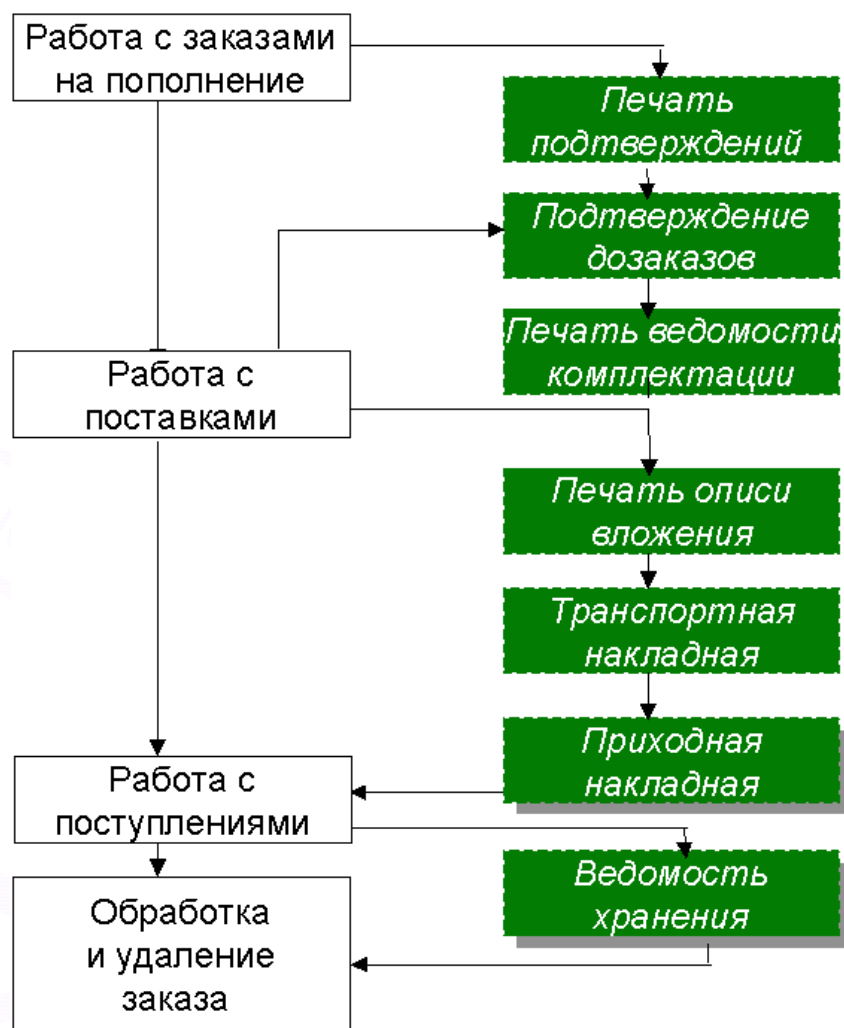 Работа с заказами
на пополнение
Печать
подтверждений
Подтверждение
дозаказов
Печать ведомости
комплектации
Работа с
поставками
Печать описи
вложения
Транспортная
накладная
Приходная
накладная
Работа с
поступлениями
Ведомость
хранения
Обработка
и удаление
заказа